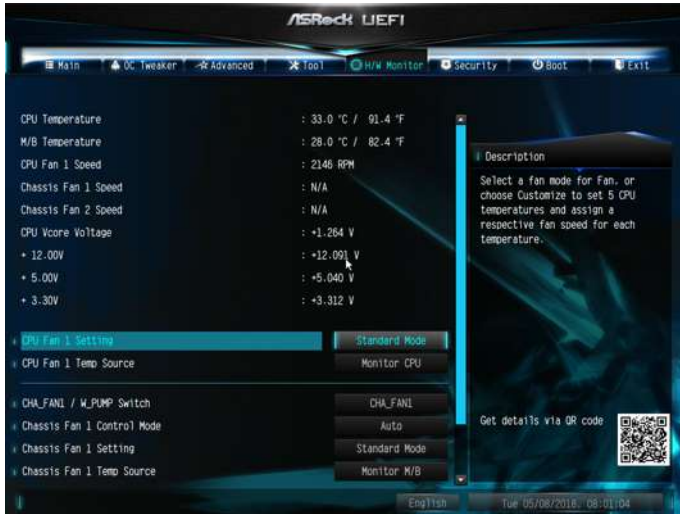 ASRock UEFI
Main OC Tweaker Advanced Tool H/W Monitor Security Boot Exit
CPU Temperature : 33.0 °C / 91.4 °F
M/B Temperature : 28.0 °C / 82.4 °F
CPU Fan 1 Speed : 2146 RPM
Chassis Fan 1 Speed : N/A
Chassis Fan 2 Speed : N/A
CPU Vcore Voltage : +1.264 V
+ 12.00V : +12.091 V
+ 5.00V : +5.040 V
+ 3.30V : +3.312 V
CPU Fan 1 Setting Standard Mode
CPU Fan 1 Temp Source Monitor CPU
CHA_FAN1 / W_PUMP Switch CHA_FAN1
Chassis Fan 1 Control Mode Auto
Chassis Fan 1 Setting Standard Mode
Chassis Fan 1 Temp Source Monitor M/B
Description
Select a fan mode for Fan. or
choose Customize to set 5 CPU
temperatures and assign a
respective fan speed for each
temperature.
Get details via QR code
English
Tue 05/08/2018. 08:01:04